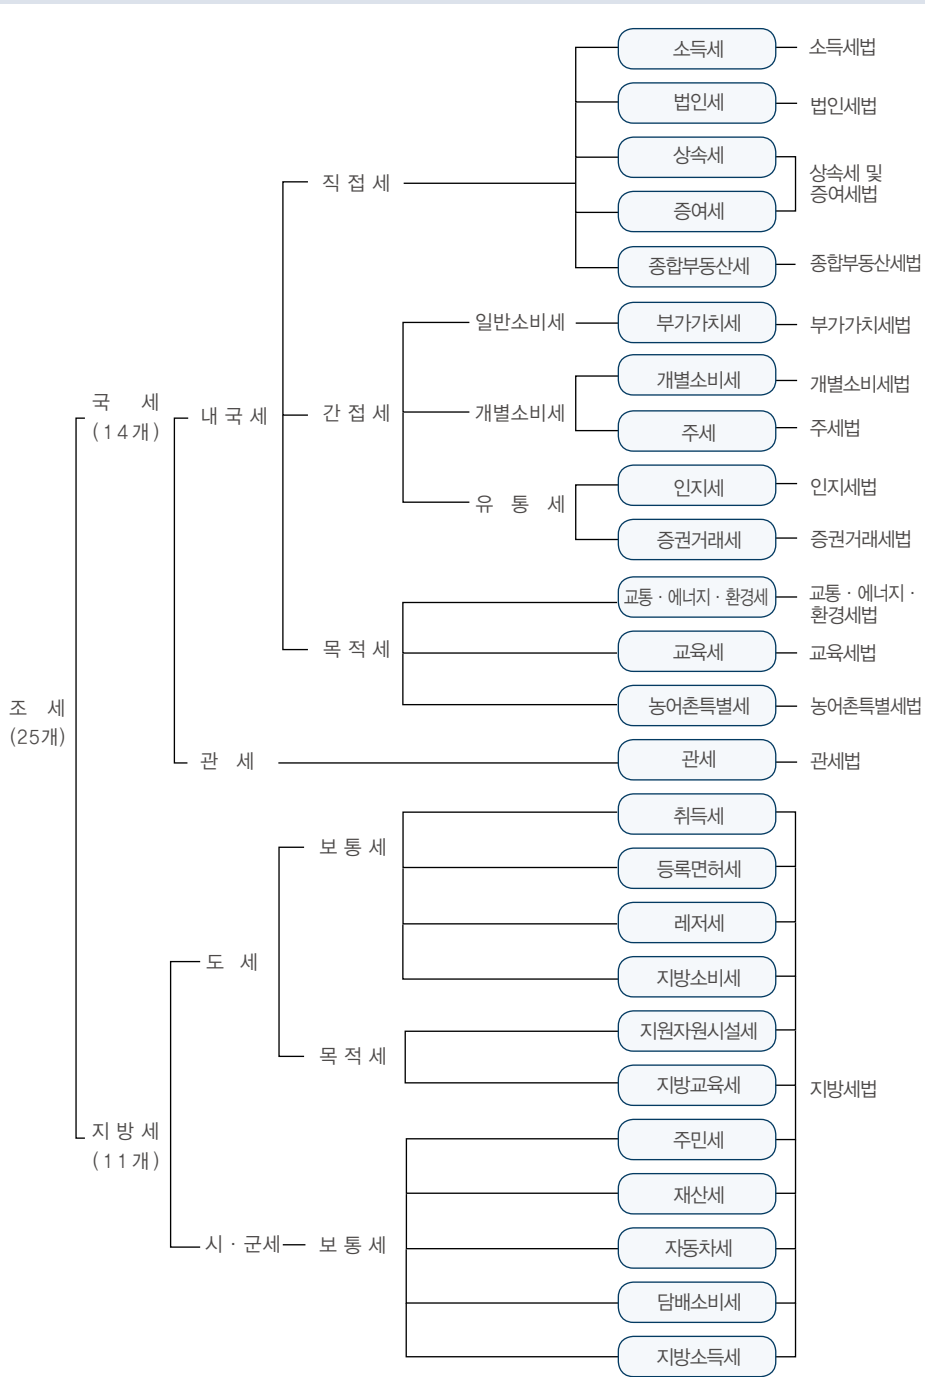 조 세
(25개)
국 세
(14개)
내 국 세
직 접 세
소득세
소득세법
법인세
법인세법
상속세
증여세
상속세 및
증여세법
종합부동산세
종합부동산세법
간 접 세
일반소비세
부가가치세
부가가치세법
개별소비세
개별소비세
개별소비세법
주세
주세법
유 통 세
인지세
인지세법
증권거래세
증권거래세법
목 적 세
교통 · 에너지 · 환경세
교통 · 에너지 ·
환경세법
교육세
교육세법
농어촌특별세
농어촌특별세법
관 세
관세
관세법
지 방 세
(11개)
도 세
보 통 세
취득세
등록면허세
레저세
지방소비세
목 적 세
지원자원시설세
지방교육세
시 · 군세
보 통 세
주민세
재산세
자동차세
담배소비세
지방소득세
지방세법